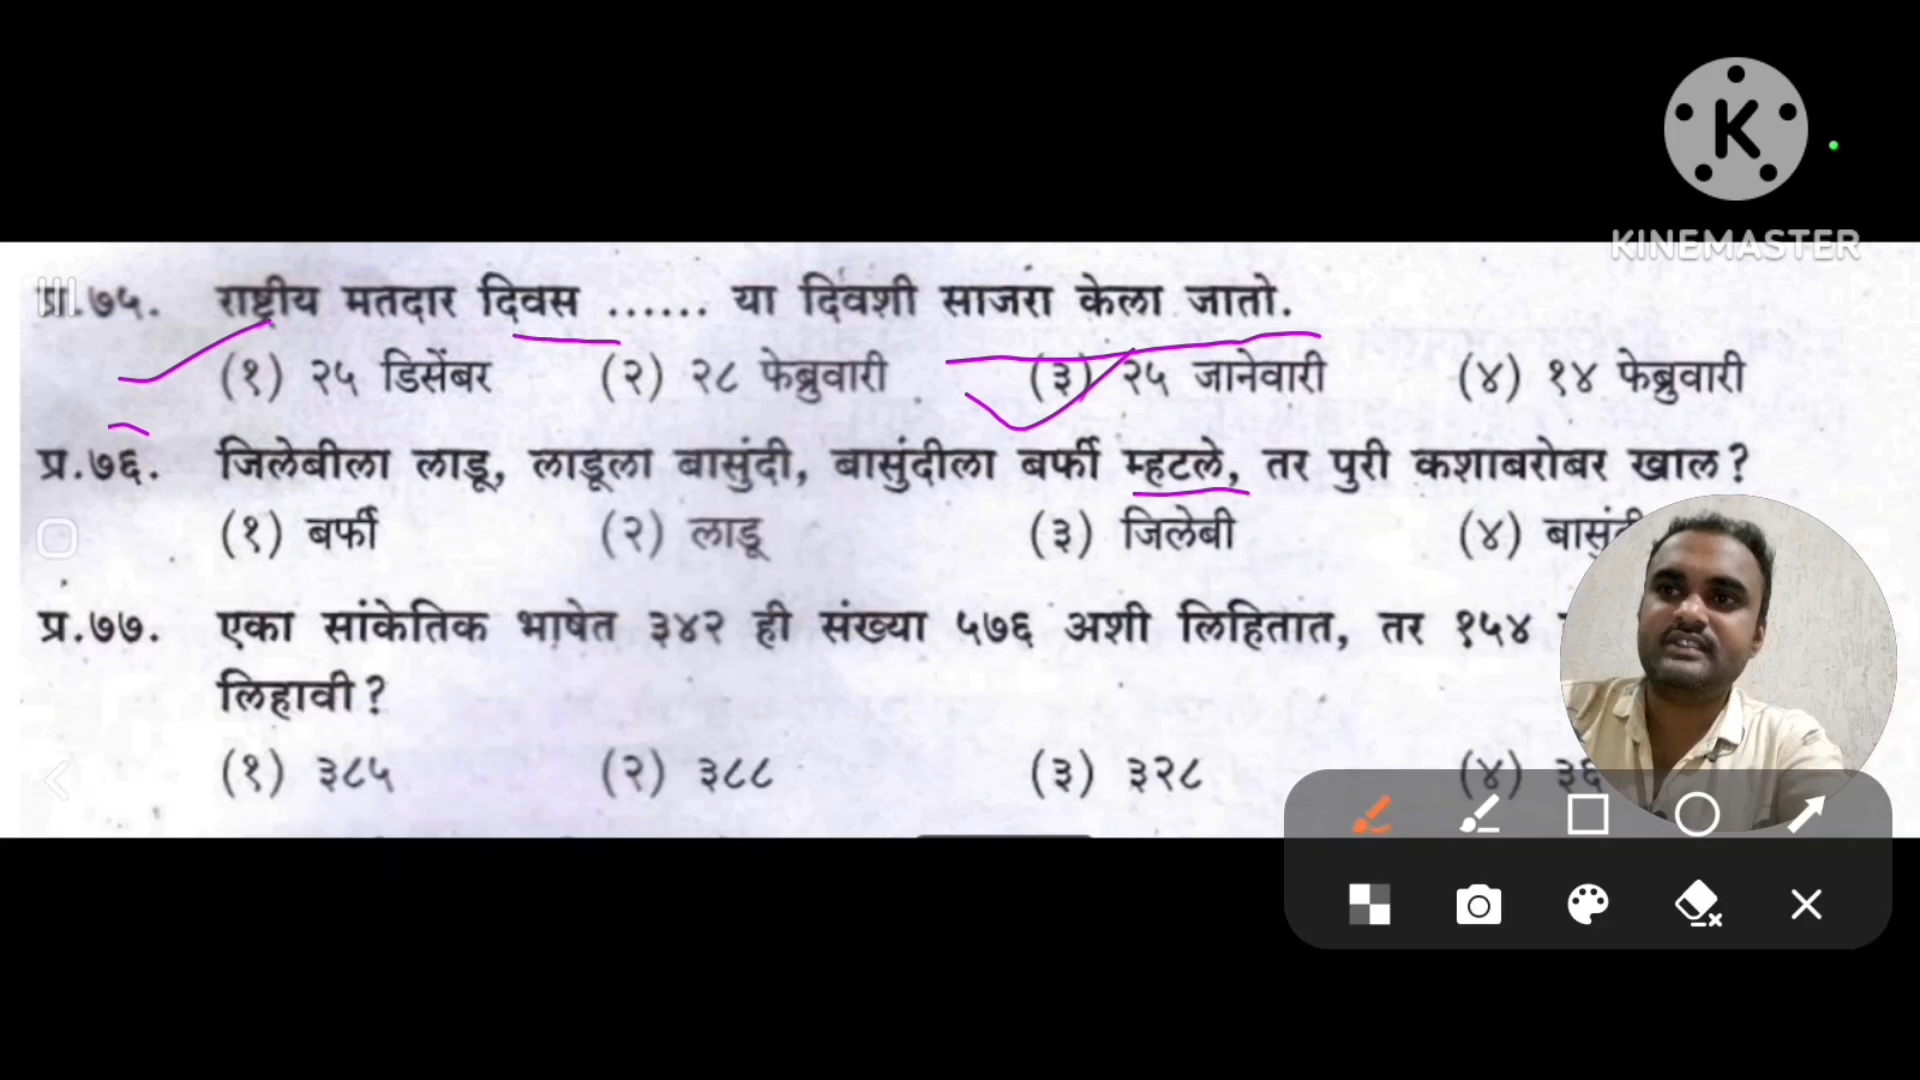 K
KINEMASTER
प्र.७५. राष्ट्रीय मतदार दिवस ...... या दिवशी साजरा केला जातो.
(१) २५ डिसेंबर (२) २८ फेब्रुवारी (३) २५ जानेवारी (४) १४ फेब्रुवारी
प्र.७६. जिलेबीला लाडू, लाडूला बासुंदी, बासुंदीला बर्फी म्हटले, तर पुरी कशाबरोबर खाल?
(१) बर्फी (२) लाडू (३) जिलेबी (४)
प्र.७७. एका सांकेतिक भाषेत ३४२ ही संख्या ५७६ अशी लिहितात, तर १५४
लिहावी?
(१) ३८५ (२) ३८८ (३) ३२८ (४)